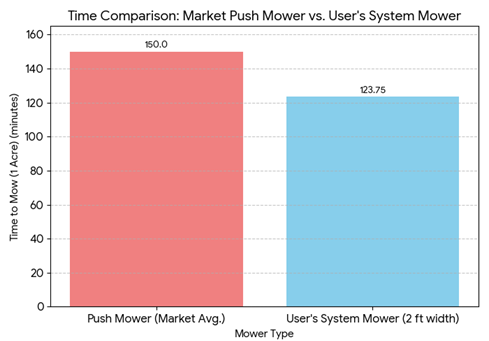 Time Comparison: Market Push Mower vs. User's System Mower
160
140
120
100
80
60
40
20
0
Time to Mow (1 Acre) (minutes)
150.0
123.75
Push Mower (Market Avg.)
User's System Mower (2 ft width)
Mower Type